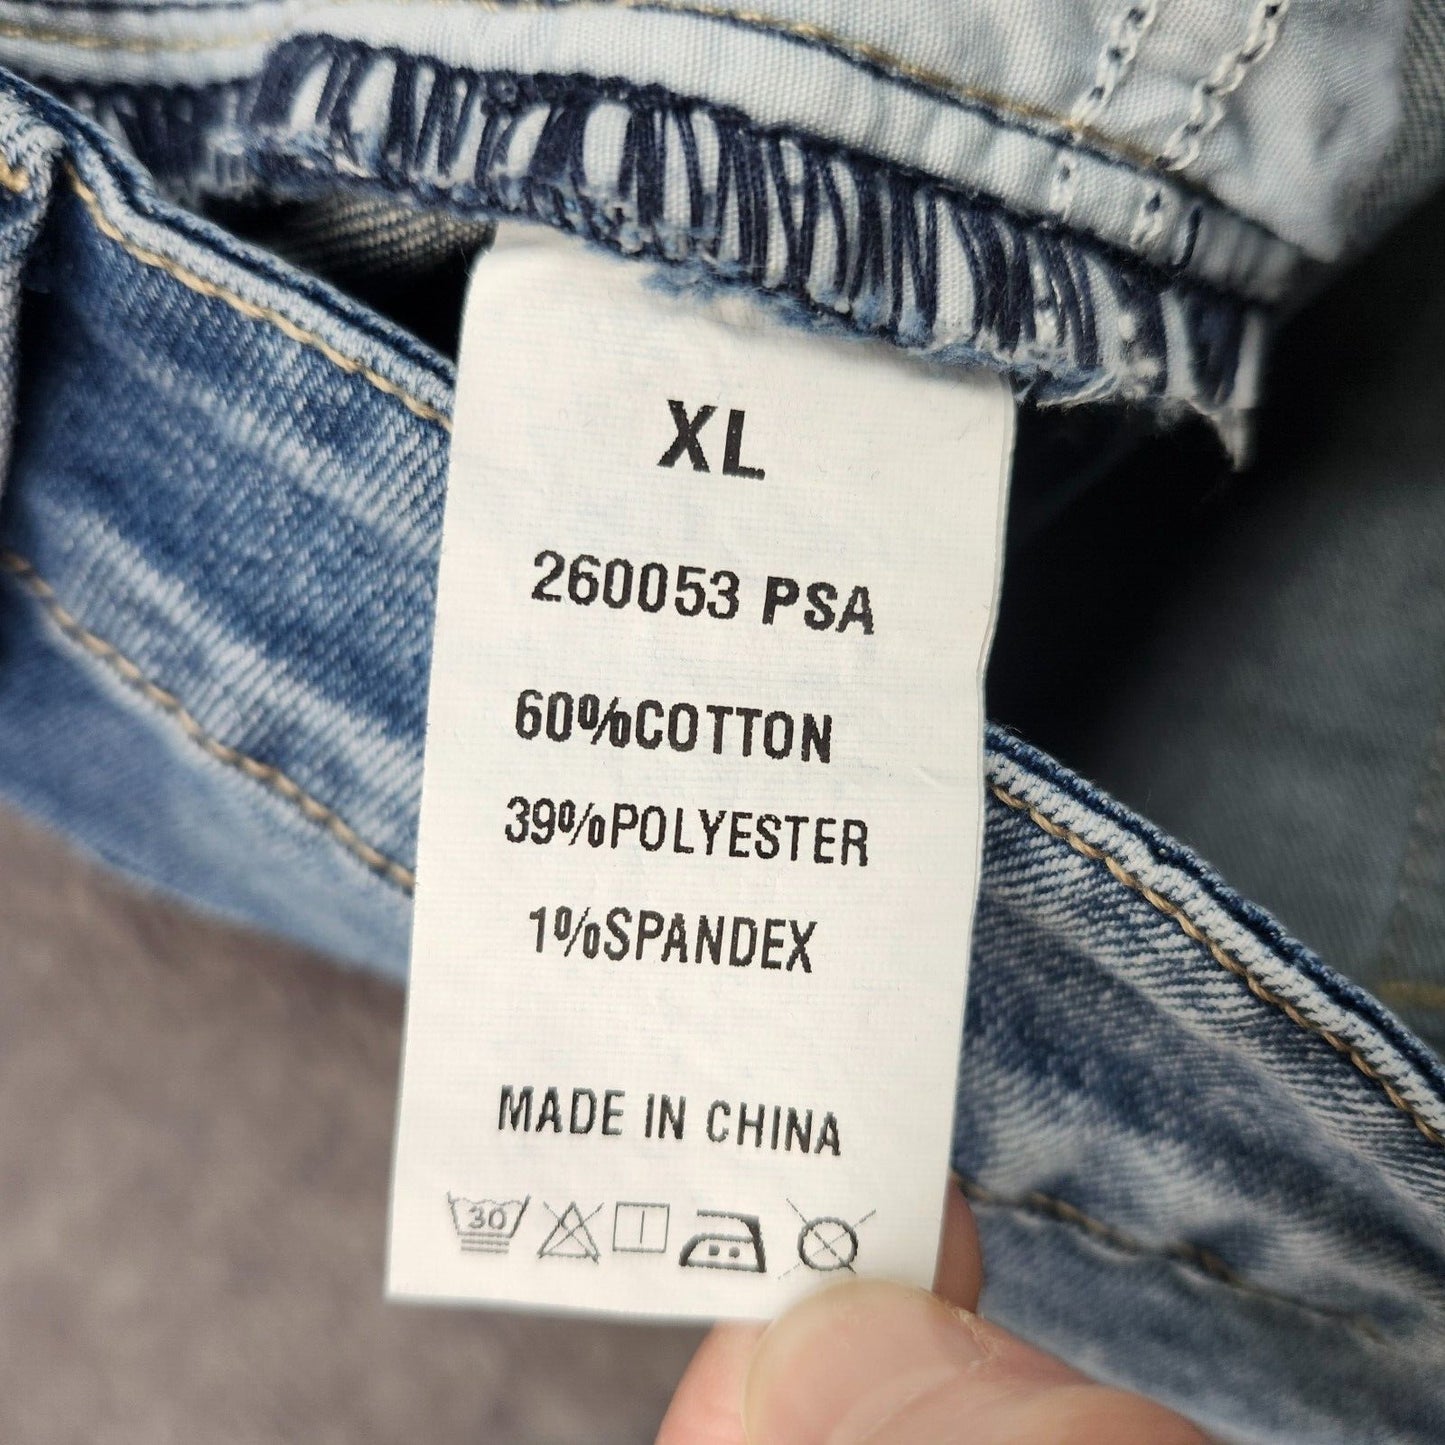 XL
260053 PSA
60%COTTON
39%POLYESTER
1%SPANDEX
MADE IN CHINA
30